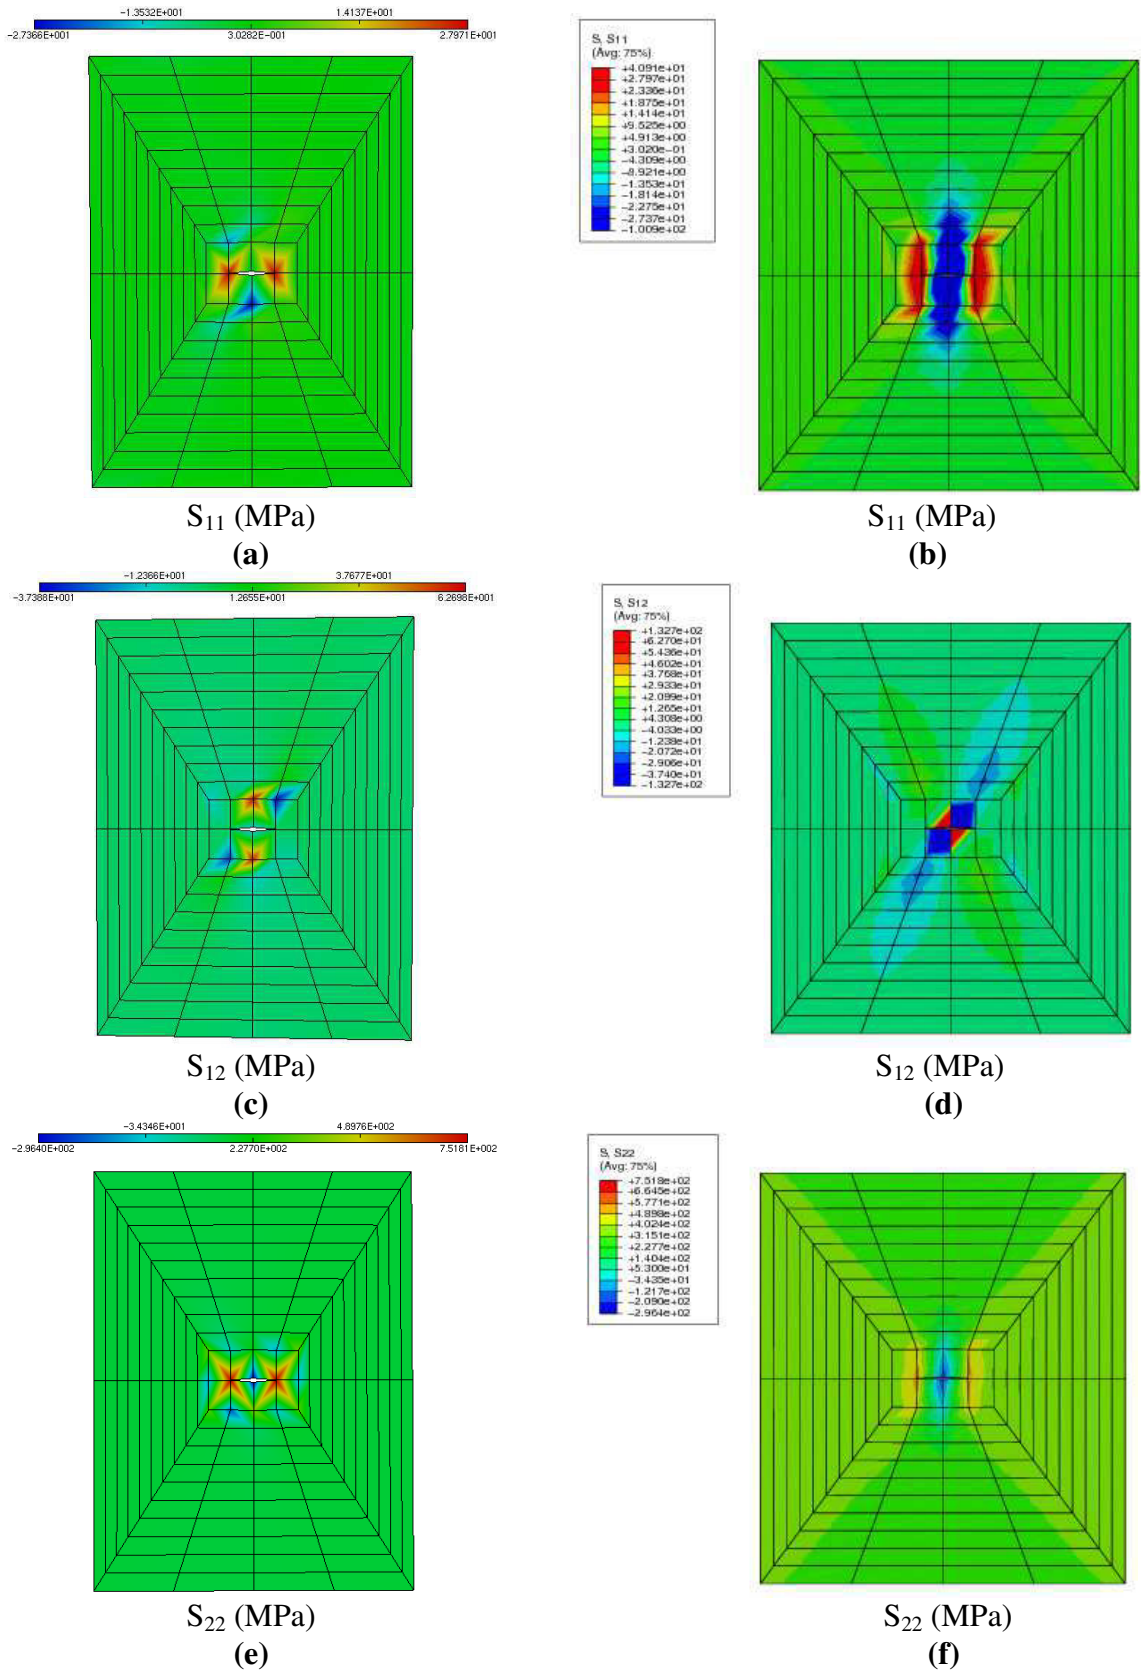 -1.3532E+001 1.4137E+001
-2.7366E+001 3.0282E-001 2.7971E+001
S, S11
(Avg: 75%)
+4.091e+01
+2.797e+01
+2.336e+01
+1.875e+01
+1.414e+01
+9.525e+00
+4.913e+00
+3.020e-01
-4.309e+00
-8.921e+00
-1.353e+01
-1.814e+01
-2.275e+01
-2.737e+01
-1.009e+02
S11 (MPa)
(a)
S11 (MPa)
(b)
-1.2366E+001 3.7677E+001
-3.7388E+001 1.2655E+001 6.2698E+001
S, S12
(Avg: 75%)
+1.327e+02
+6.270e+01
+5.436e+01
+4.602e+01
+3.768e+01
+2.933e+01
+2.099e+01
+1.265e+01
+4.308e+00
-4.033e+00
-1.238e+01
-2.072e+01
-2.906e+01
-3.740e+01
-1.327e+02
S12 (MPa)
(c)
S12 (MPa)
(d)
-3.4346E+001 4.8976E+002
-2.9640E+002 2.2770E+002 7.5181E+002
S, S22
(Avg: 75%)
+7.518e+02
+6.645e+02
+5.771e+02
+4.898e+02
+4.024e+02
+3.151e+02
+2.277e+02
+1.404e+02
+5.300e+01
-3.435e+01
-1.217e+02
-2.090e+02
-2.964e+02
S22 (MPa)
(e)
S22 (MPa)
(f)